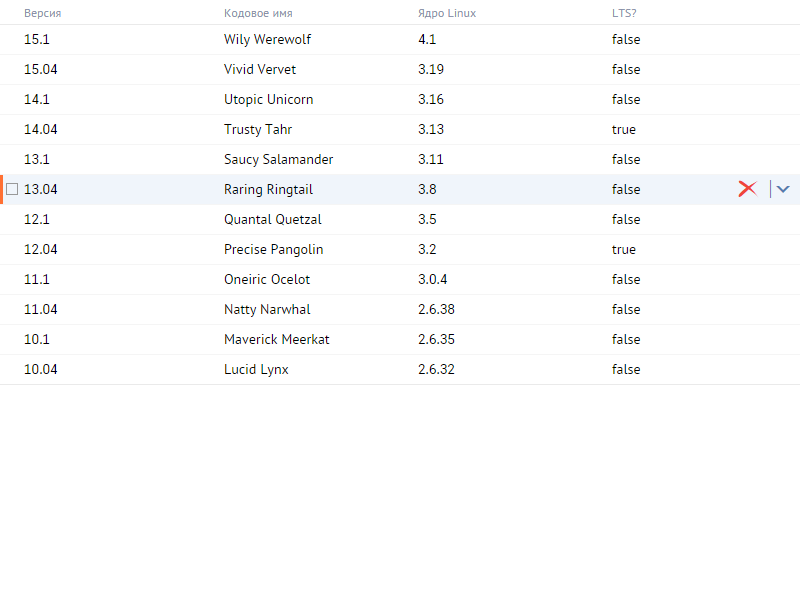 Версия Кодовое имя Ядро Linux LTS?
15.1 Wily Werewolf 4.1 false
15.04 Vivid Vervet 3.19 false
14.1 Utopic Unicorn 3.16 false
14.04 Trusty Tahr 3.13 true
13.1 Saucy Salamander 3.11 false
13.04 Raring Ringtail 3.8 false
12.1 Quantal Quetzal 3.5 false
12.04 Precise Pangolin 3.2 true
11.1 Oneiric Ocelot 3.0.4 false
11.04 Natty Narwhal 2.6.38 false
10.1 Maverick Meerkat 2.6.35 false
10.04 Lucid Lynx 2.6.32 false